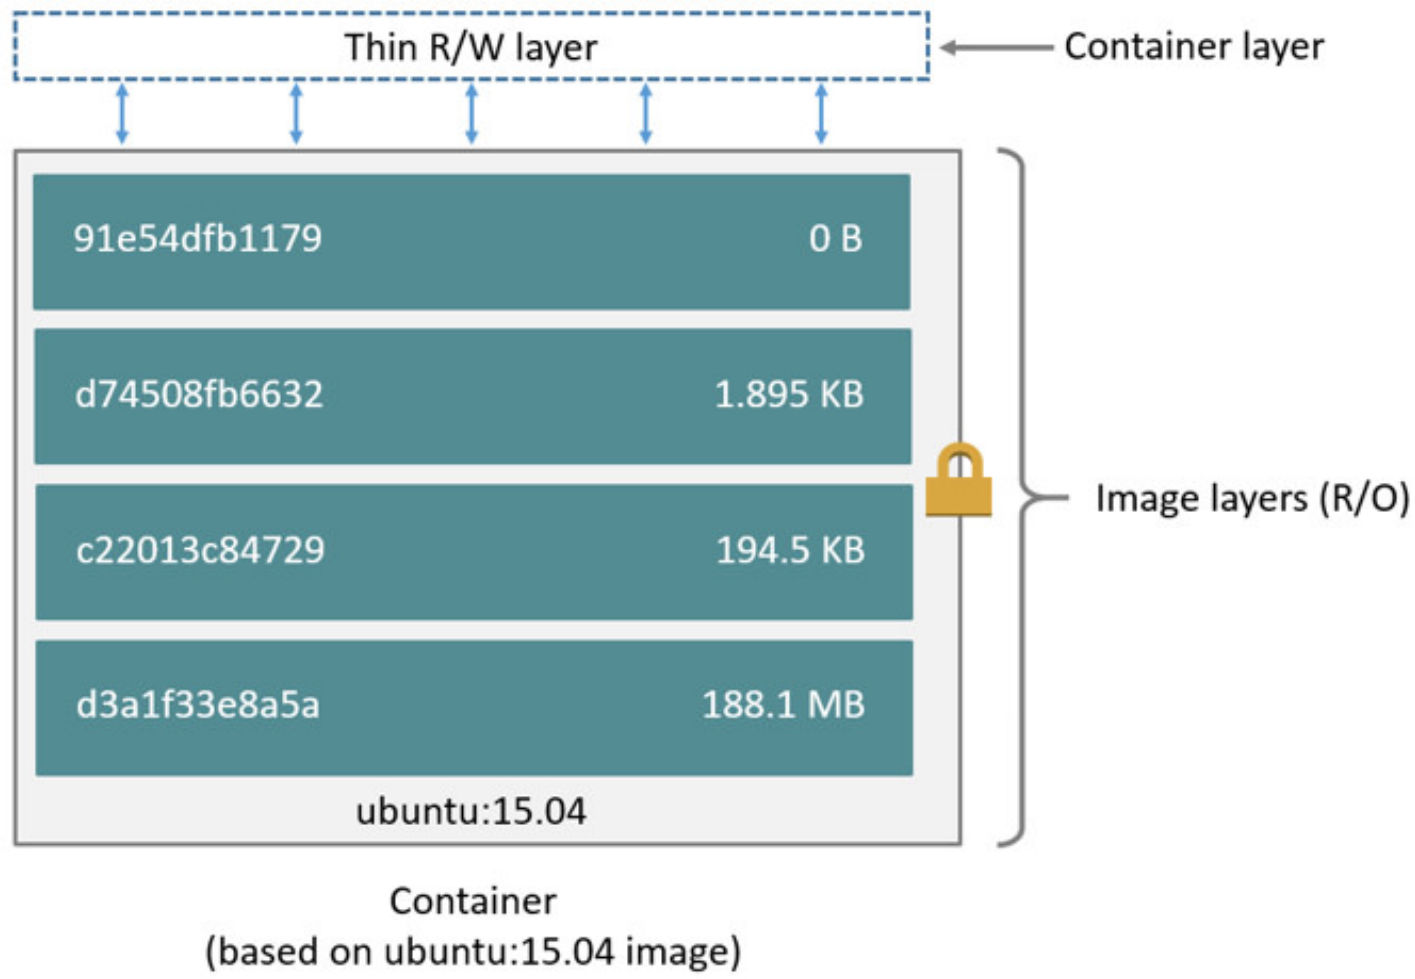 Thin R/W layer
Container layer
91e54dfb1179 0 B
d74508fb6632 1.895 KB
c22013c84729 194.5 KB
Image layers (R/O)
d3a1f33e8a5a 188.1 MB
ubuntu:15.04
Container
(based on ubuntu:15.04 image)